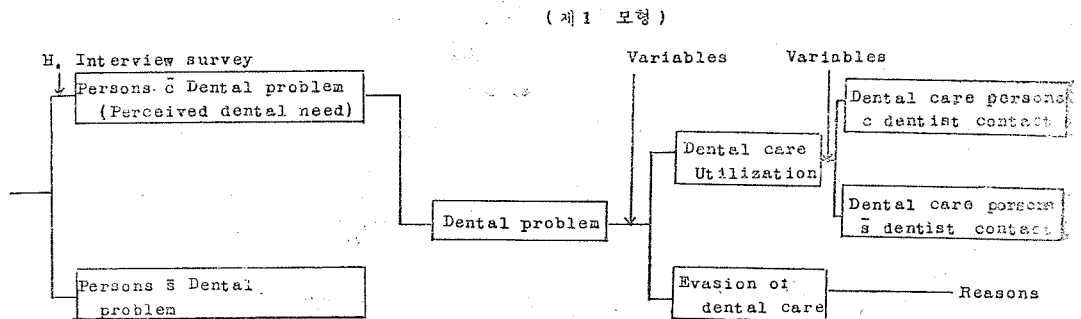 (제1 모형)
H. Interview survey
Persons c̄ Dental problem
(Perceived dental need)
Persons s̄ Dental
problem
Dental problem
Variables
Dental care
Utilization
Evasion of
dental care
Variables
Dental care persons
c dentist contact
Dental care porsons
s̄ dentist contact
Reasons